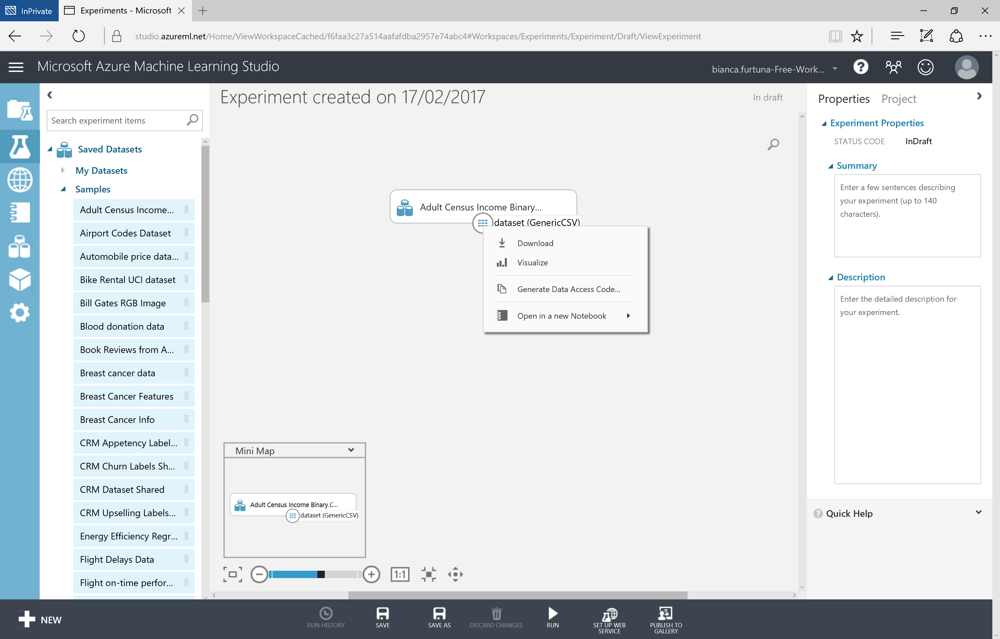 InPrivate
Experiments - Microsoft
studio.azureml.net/Home/ViewWorkspaceCached/f6faa3c27a514aafafdba2957e74abc4#Workspaces/Experiments/Experiment/Draft/ViewExperiment
Microsoft Azure Machine Learning Studio
bianca.furtuna-Free-Work...
Experiment created on 17/02/2017
In draft
Search experiment items
Saved Datasets
My Datasets
Samples
Adult Census Income...
Airport Codes Dataset
Automobile price data...
Bike Rental UCI dataset
Bill Gates RGB Image
Blood donation data
Book Reviews from A...
Breast cancer data
Breast Cancer Features
Breast Cancer Info
CRM Appetency Label...
CRM Churn Labels Sh...
CRM Dataset Shared
CRM Upselling Labels...
Energy Efficiency Regr...
Flight Delays Data
Flight on-time perfor...
Adult Census Income Binary...
dataset (GenericCSV)
Download
Visualize
Generate Data Access Code...
Open in a new Notebook
Mini Map
Adult Census Income Binary C...
dataset (GenericCSV)
1:1
Properties Project
Experiment Properties
STATUS CODE InDraft
Summary
Enter a few sentences describing
your experiment (up to 140
characters).
Description
Enter the detailed description for
your experiment.
Quick Help
NEW
RUN HISTORY
SAVE
SAVE AS
DISCARD CHANGES
RUN
SET UP WEB
SERVICE
PUBLISH TO
GALLERY